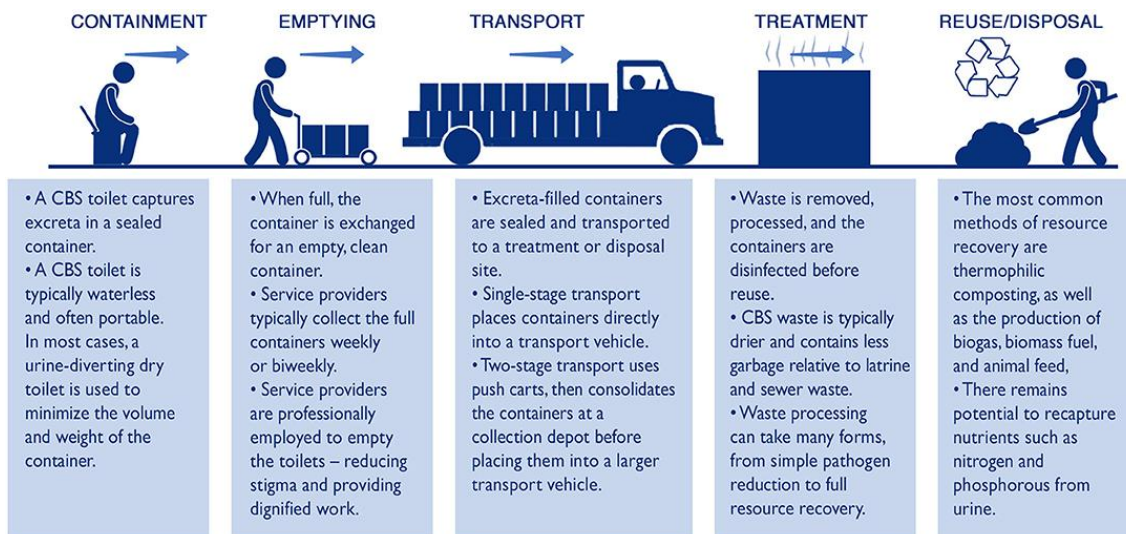 CONTAINMENT
EMPTYING
TRANSPORT
TREATMENT
REUSE/DISPOSAL
• A CBS toilet captures
excreta in a sealed
container.
• A CBS toilet is
typically waterless
and often portable.
In most cases, a
urine-diverting dry
toilet is used to
minimize the volume
and weight of the
container.
• When full, the
container is exchanged
for an empty, clean
container.
• Service providers
typically collect the full
containers weekly
or biweekly.
• Service providers
are professionally
employed to empty
the toilets – reducing
stigma and providing
dignified work.
• Excreta-filled containers
are sealed and transported
to a treatment or disposal
site.
• Single-stage transport
places containers directly
into a transport vehicle.
• Two-stage transport uses
push carts, then consolidates
the containers at a
collection depot before
placing them into a larger
transport vehicle.
• Waste is removed,
processed, and the
containers are
disinfected before
reuse.
• CBS waste is typically
drier and contains less
garbage relative to latrine
and sewer waste.
• Waste processing
can take many forms,
from simple pathogen
reduction to full
resource recovery.
• The most common
methods of resource
recovery are
thermophilic
composting, as well
as the production of
biogas, biomass fuel,
and animal feed,
• There remains
potential to recapture
nutrients such as
nitrogen and
phosphorous from
urine.